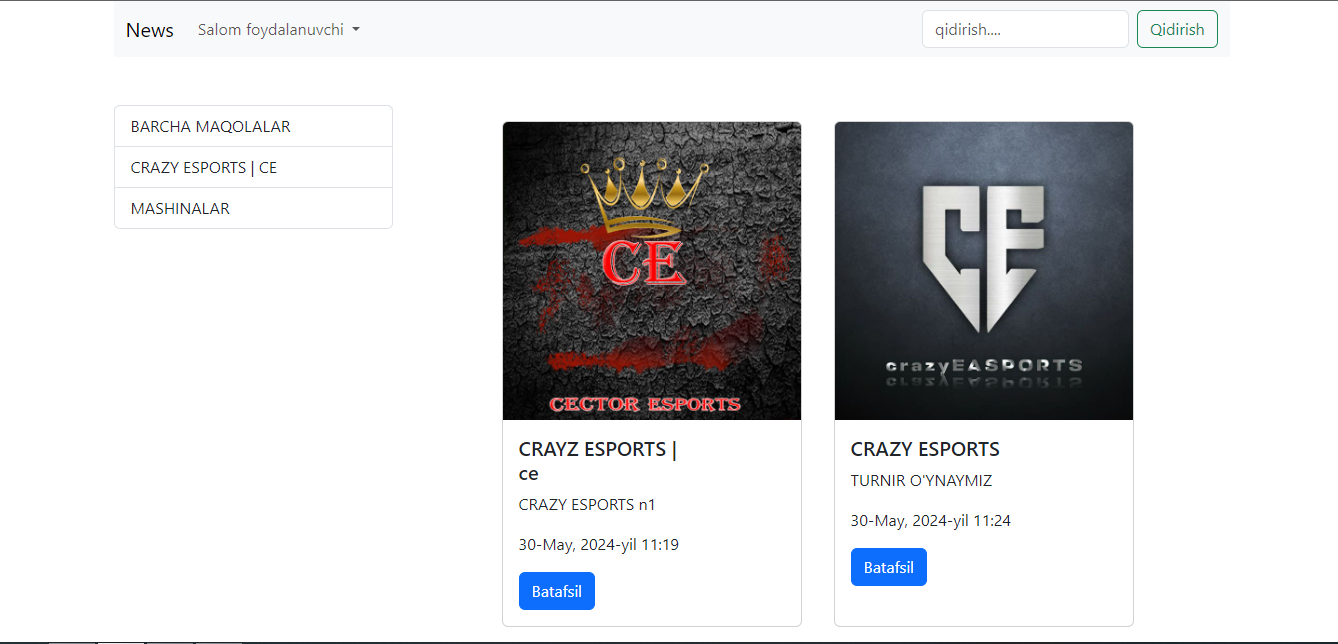 News
Salom foydalanuvchi
qidirish....
Qidirish
BARCHA MAQOLALAR
CRAZY ESPORTS | CE
MASHINALAR
CE
CECTOR ESPORTS
CRAYZ ESPORTS |
ce
CRAZY ESPORTS n1
30-May, 2024-yil 11:19
Batafsil
CE
crazyEASPORTS
CRAZY ESPORTS
TURNIR O'YNAYMIZ
30-May, 2024-yil 11:24
Batafsil